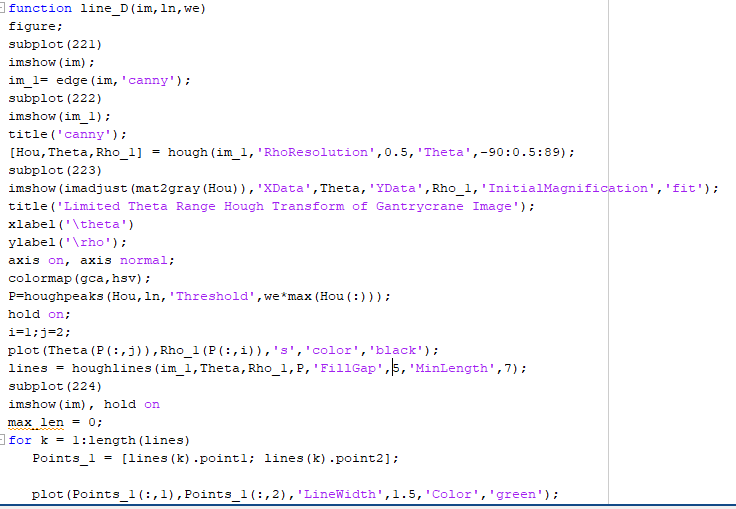 function line_D(im,ln,we)
figure;
subplot(221)
imshow(im);
im_1= edge(im,'canny');
subplot(222)
imshow(im_1);
title('canny');
[Hou,Theta,Rho_1] = hough(im_1,'RhoResolution',0.5,'Theta',-90:0.5:89);
subplot(223)
imshow(imadjust(mat2gray(Hou)),'XData',Theta,'YData',Rho_1,'InitialMagnification','fit');
title('Limited Theta Range Hough Transform of Gantrycrane Image');
xlabel('\theta')
ylabel('\rho');
axis on, axis normal;
colormap(gca,hsv);
P=houghpeaks(Hou,ln,'Threshold',we*max(Hou(:)));
hold on;
i=1;j=2;
plot(Theta(P(:,j)),Rho_1(P(:,i)),'s','color','black');
lines = houghlines(im_1,Theta,Rho_1,P,'FillGap',5,'MinLength',7);
subplot(224)
imshow(im), hold on
max_len = 0;
for k = 1:length(lines)
   Points_1 = [lines(k).point1; lines(k).point2];
   plot(Points_1(:,1),Points_1(:,2),'LineWidth',1.5,'Color','green');